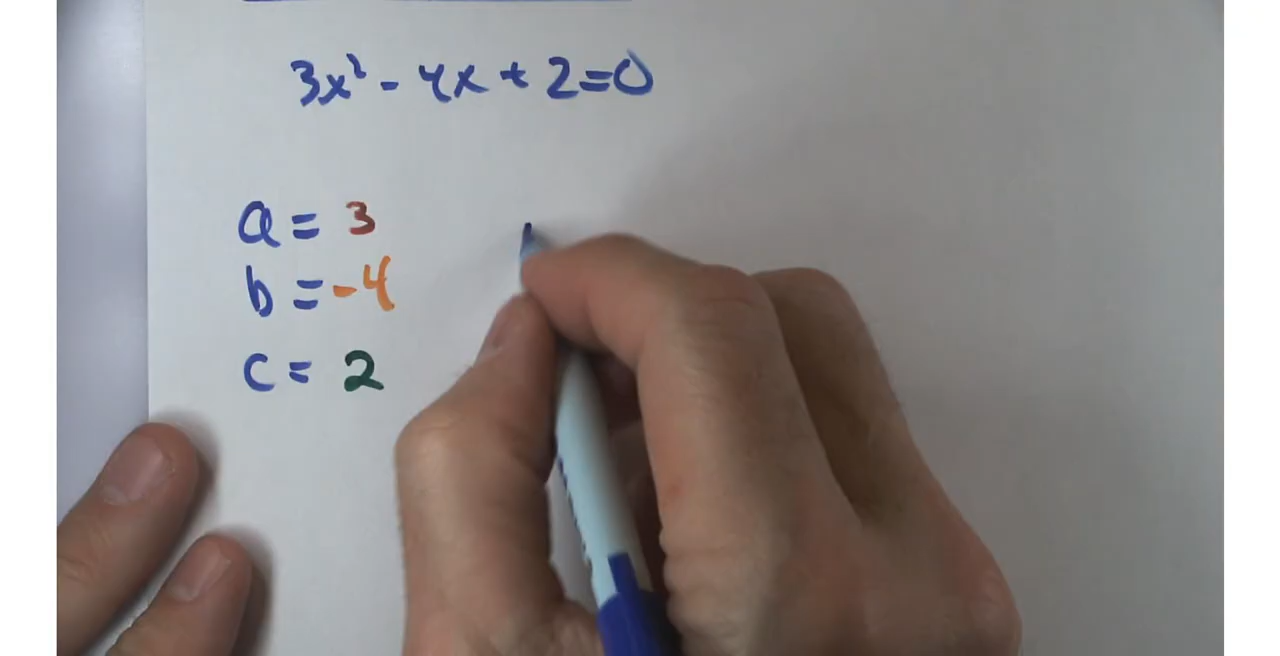 3x² - 4x + 2=0
a = 3
b = -4
c = 2